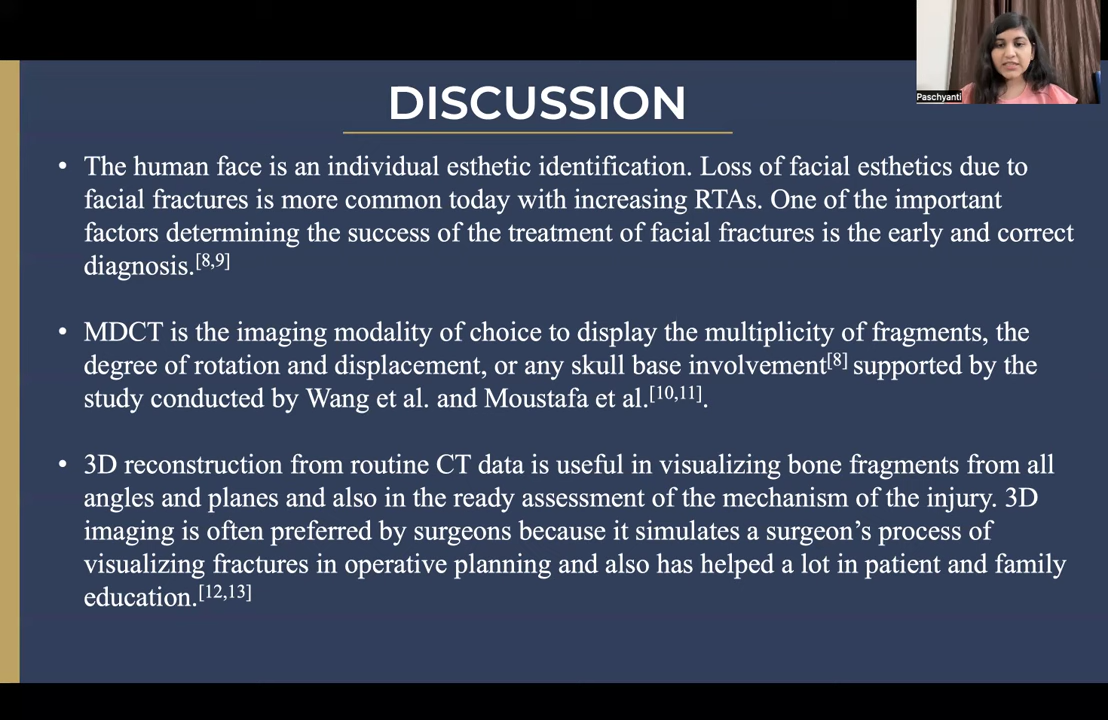 Paschyanti
DISCUSSION
• The human face is an individual esthetic identification. Loss of facial esthetics due to
facial fractures is more common today with increasing RTAs. One of the important
factors determining the success of the treatment of facial fractures is the early and correct
diagnosis.[8,9]
• MDCT is the imaging modality of choice to display the multiplicity of fragments, the
degree of rotation and displacement, or any skull base involvement[8] supported by the
study conducted by Wang et al. and Moustafa et al.[10,11].
• 3D reconstruction from routine CT data is useful in visualizing bone fragments from all
angles and planes and also in the ready assessment of the mechanism of the injury. 3D
imaging is often preferred by surgeons because it simulates a surgeon’s process of
visualizing fractures in operative planning and also has helped a lot in patient and family
education.[12,13]